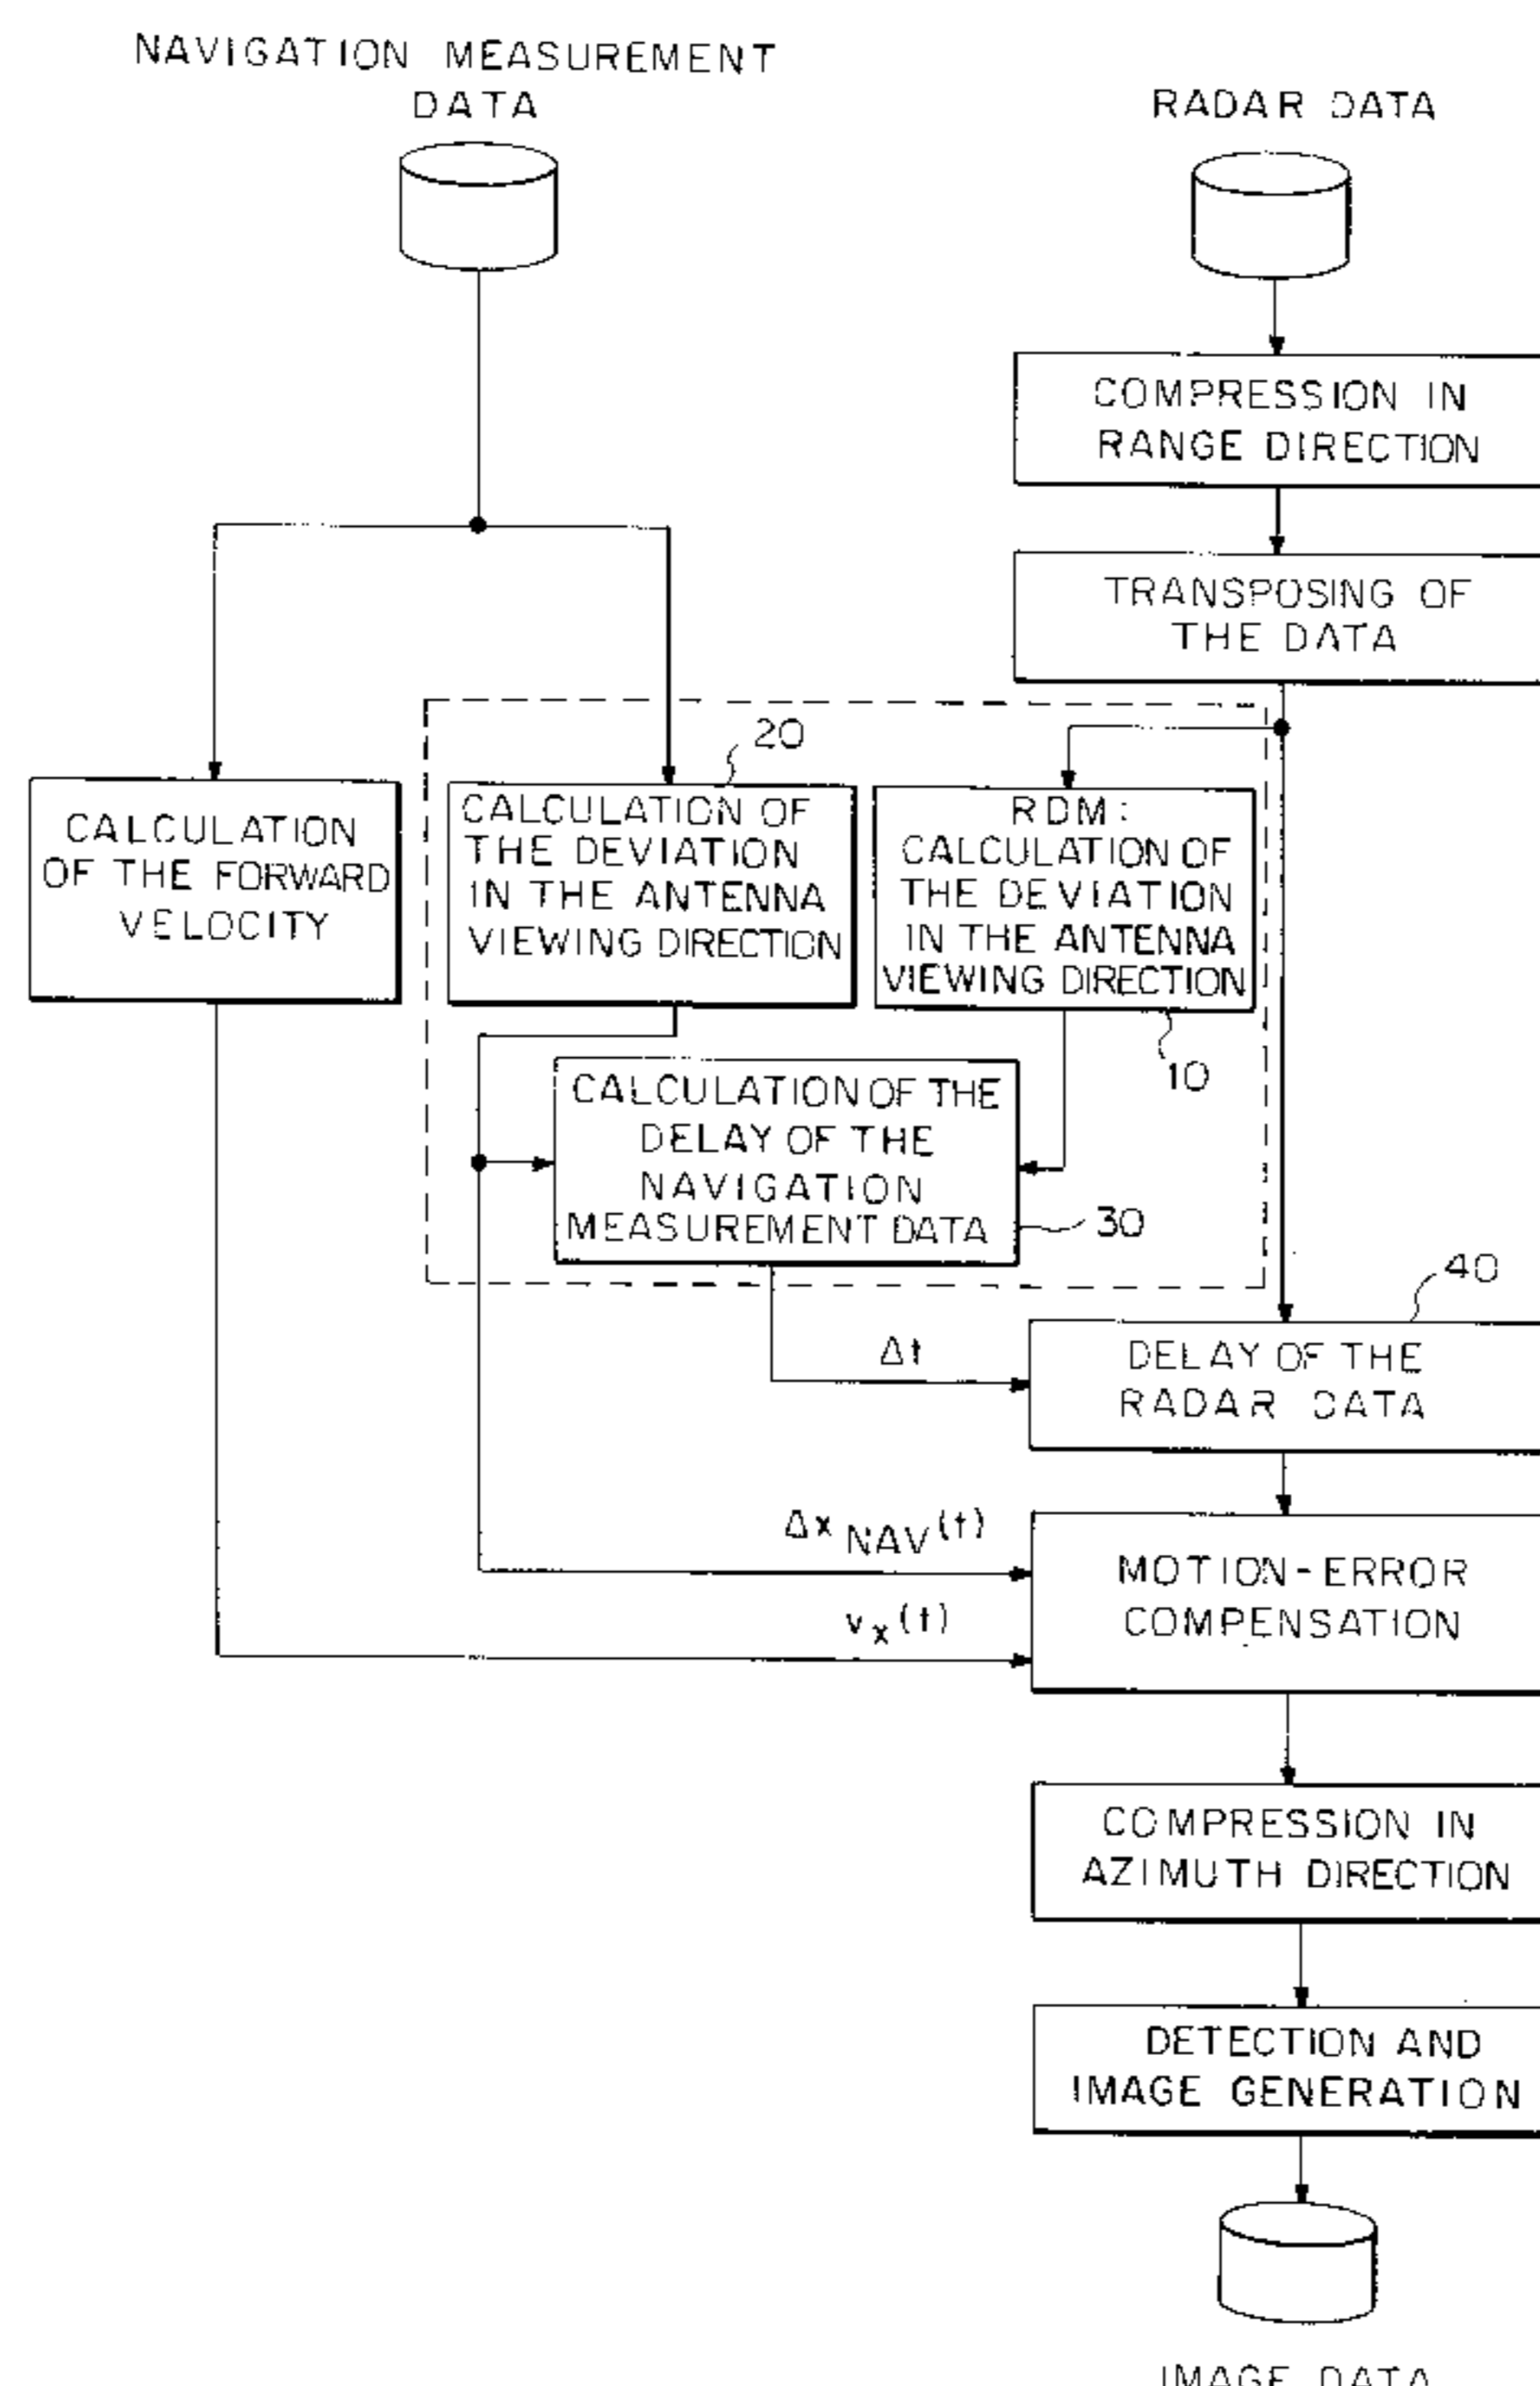 NAVIGATION MEASUREMENT
DATA
RADAR DATA
COMPRESSION IN
RANGE DIRECTION
TRANSPOSING OF
THE DATA
20
CALCULATION
OF THE FORWARD
VELOCITY
CALCULATION OF
THE DEVIATION
IN THE ANTENNA
VIEWING DIRECTION
RDM:
CALCULATION OF
THE DEVIATION
IN THE ANTENNA
VIEWING DIRECTION
10
CALCULATION OF THE
DELAY OF THE
NAVIGATION
MEASUREMENT DATA
30
40
Δt
DELAY OF THE
RADAR DATA
Δx NAV (t)
vx(t)
MOTION-ERROR
COMPENSATION
COMPRESSION IN
AZIMUTH DIRECTION
DETECTION AND
IMAGE GENERATION
IMAGE DATA